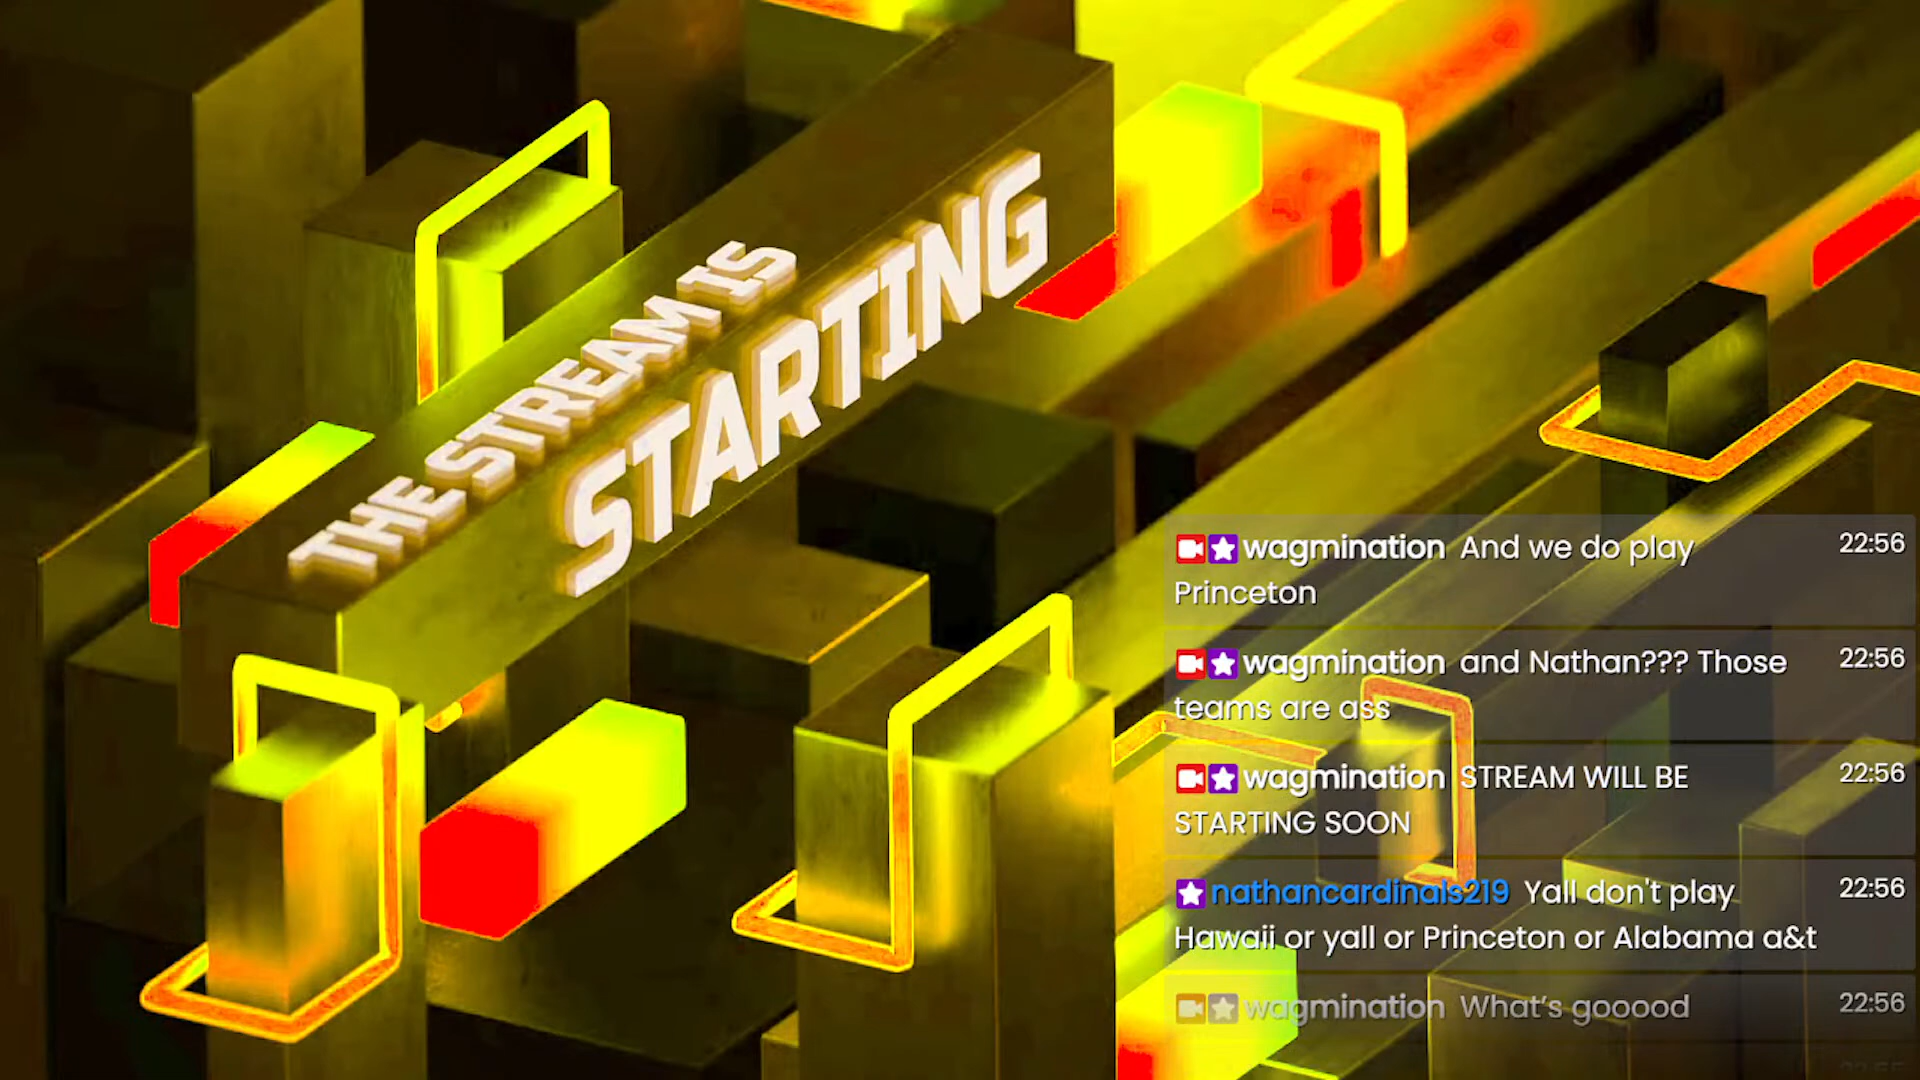 THE STREAM IS
STARTING
wagmination And we do play 22:56
Princeton
wagmination and Nathan??? Those 22:56
teams are ass
wagmination STREAM WILL BE 22:56
STARTING SOON
nathancardinals219 Yall don't play 22:56
Hawaii or yall or Princeton or Alabama a&t
wagmination What's gooood 22:56